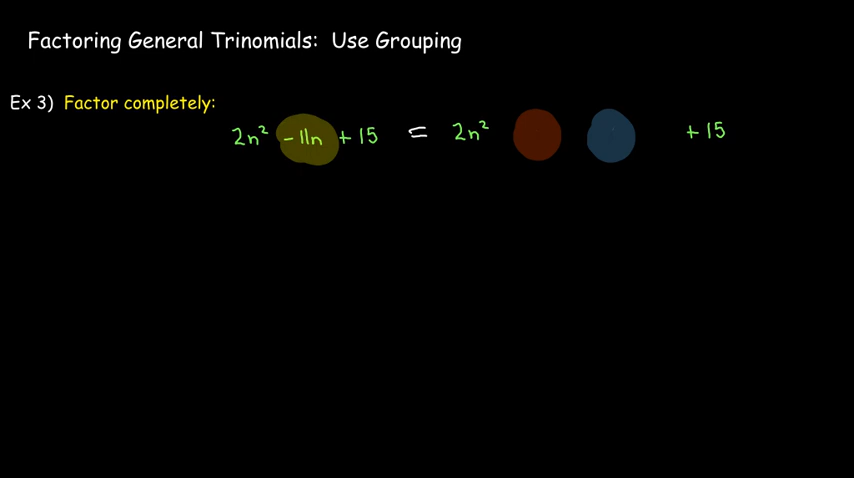 Factoring General Trinomials: Use Grouping
Ex 3) Factor completely:
2n² - 11n + 15 = 2n² + 15